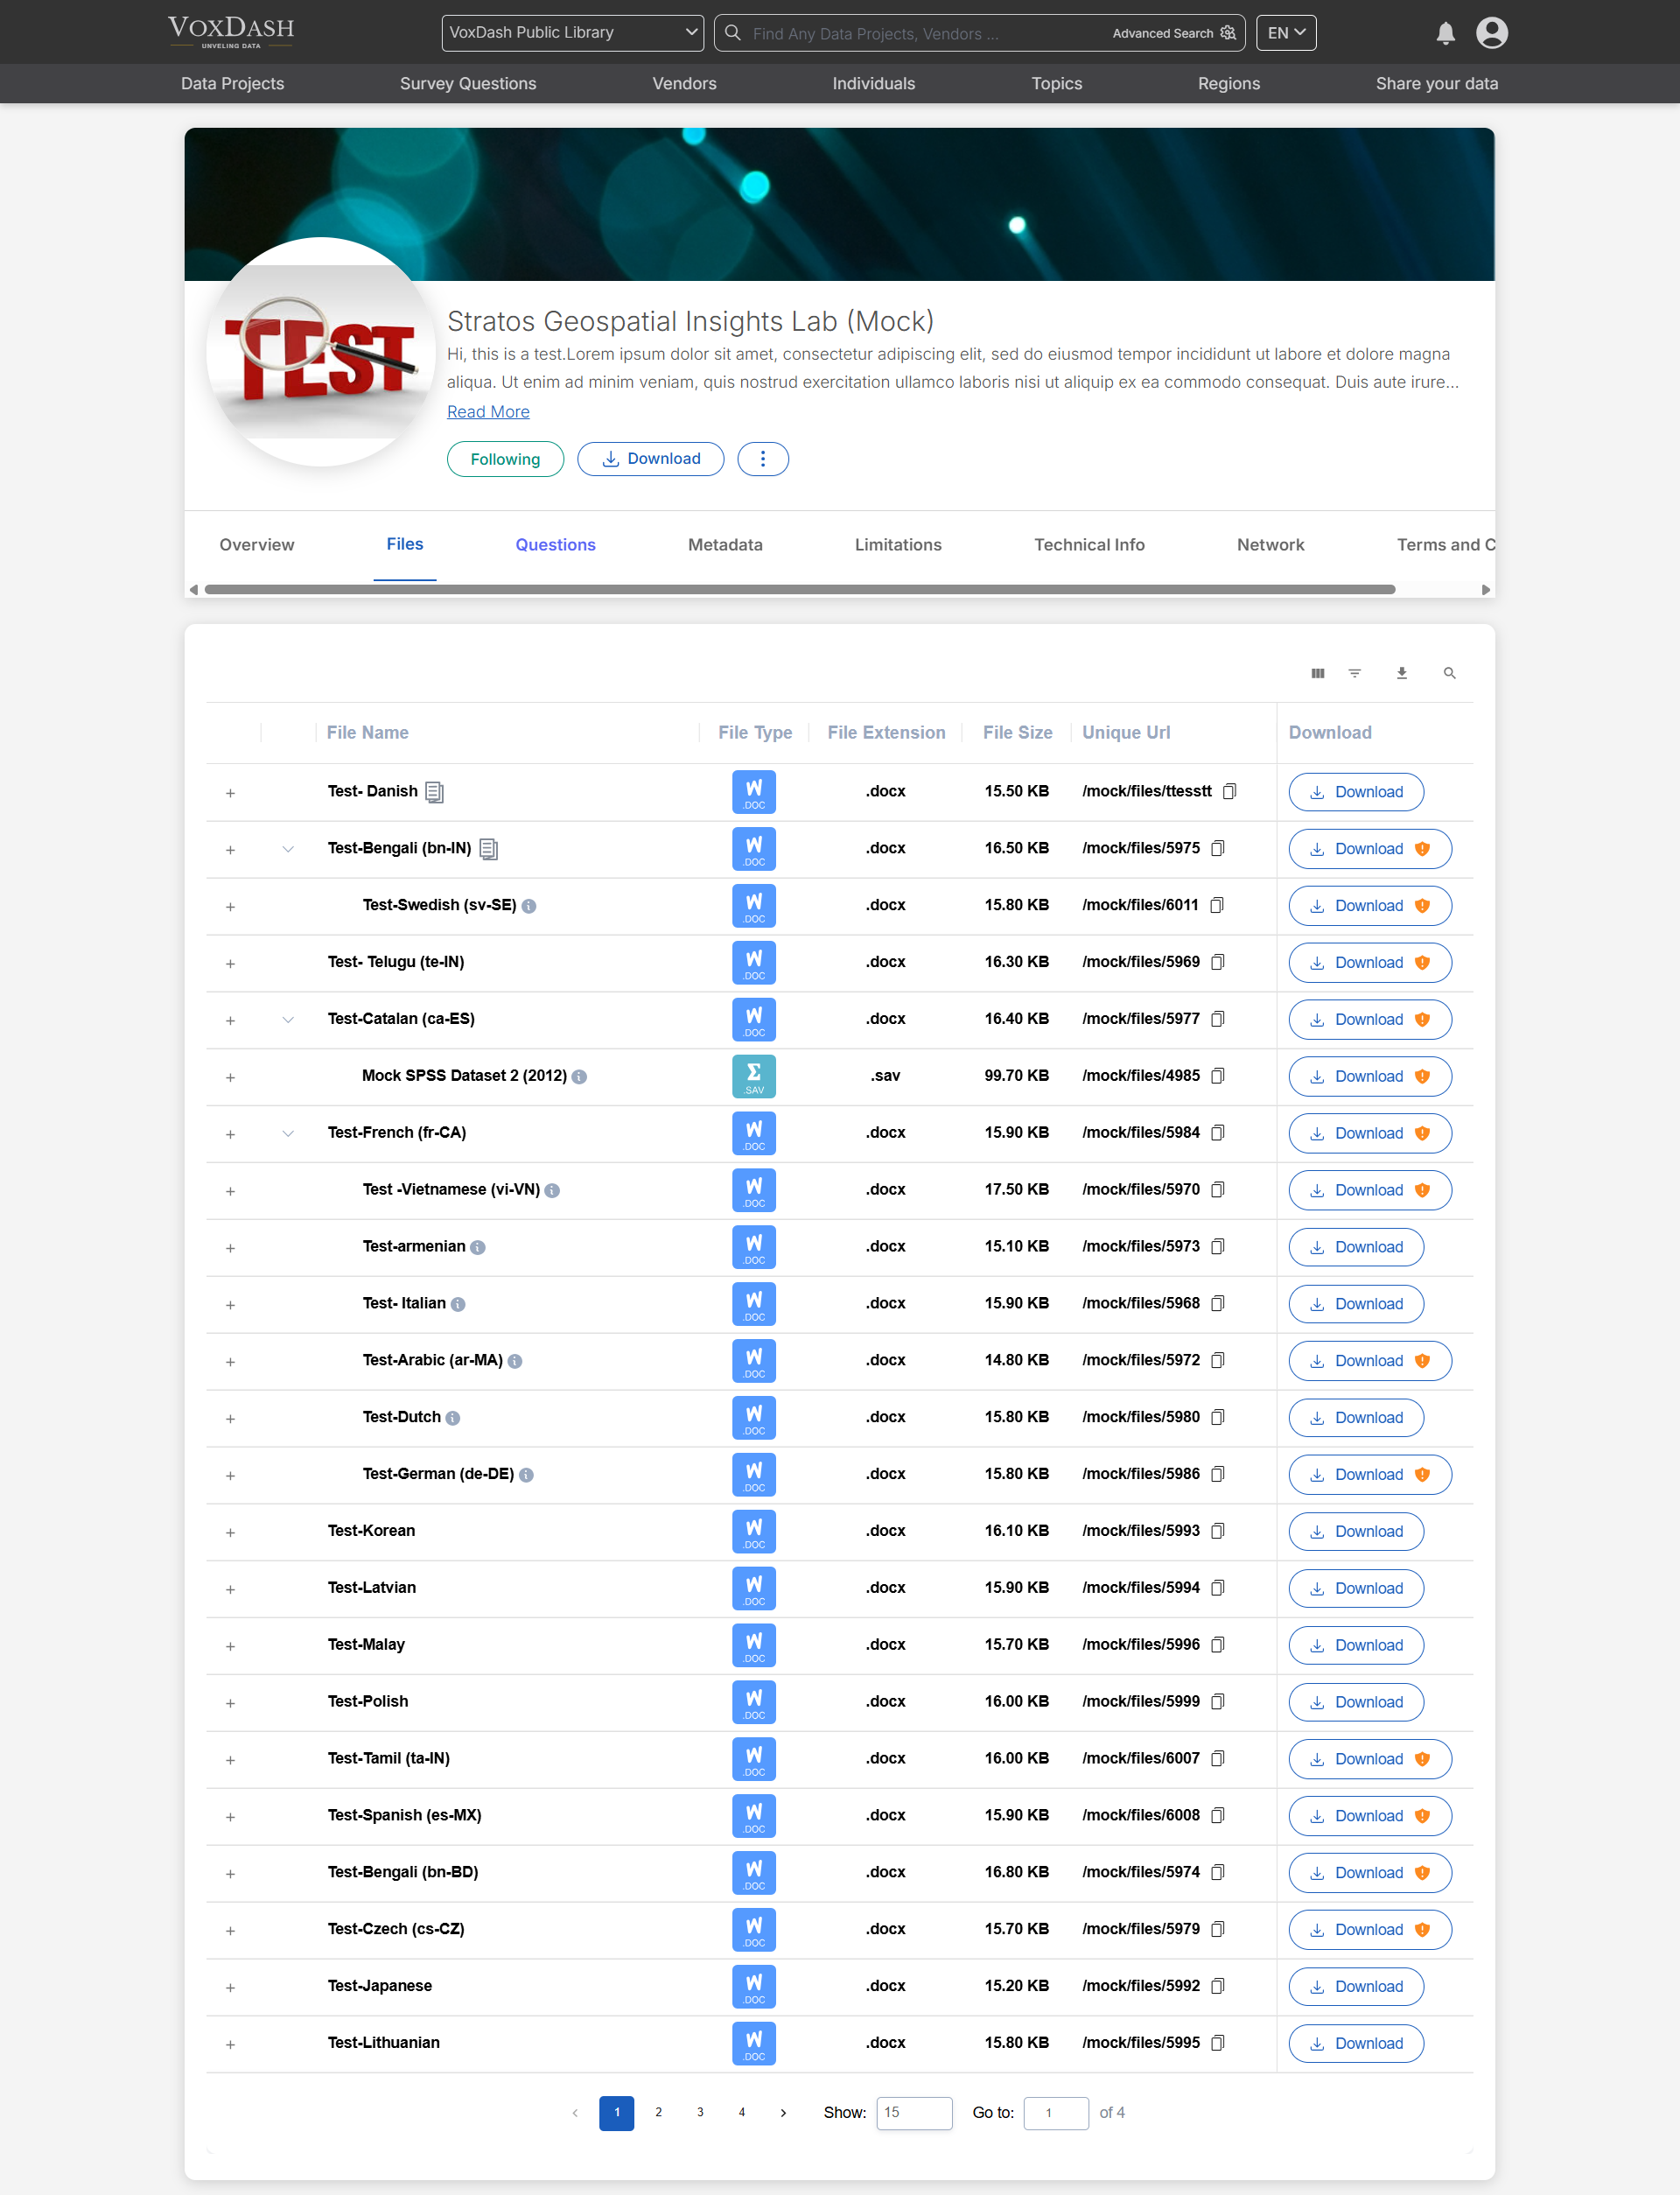 VOXDASH
UNVELING DATA
VoxDash Public Library
Find Any Data Projects, Vendors ...
Advanced Search
EN
Data Projects
Survey Questions
Vendors
Individuals
Topics
Regions
Share your data
TEST
Stratos Geospatial Insights Lab (Mock)
Hi, this is a test.Lorem ipsum dolor sit amet, consectetur adipiscing elit, sed do eiusmod tempor incididunt ut labore et dolore magna
aliqua. Ut enim ad minim veniam, quis nostrud exercitation ullamco laboris nisi ut aliquip ex ea commodo consequat. Duis aute irure...
Read More
Following
Download
Overview
Files
Questions
Metadata
Limitations
Technical Info
Network
Terms and C
File Name File Type File Extension File Size Unique Url Download
Test- Danish W .DOC .docx 15.50 KB /mock/files/ttesstt Download
Test-Bengali (bn-IN) W .DOC .docx 16.50 KB /mock/files/5975 Download
Test-Swedish (sv-SE) W .DOC .docx 15.80 KB /mock/files/6011 Download
Test- Telugu (te-IN) W .DOC .docx 16.30 KB /mock/files/5969 Download
Test-Catalan (ca-ES) W .DOC .docx 16.40 KB /mock/files/5977 Download
Mock SPSS Dataset 2 (2012) Σ .SAV .sav 99.70 KB /mock/files/4985 Download
Test-French (fr-CA) W .DOC .docx 15.90 KB /mock/files/5984 Download
Test -Vietnamese (vi-VN) W .DOC .docx 17.50 KB /mock/files/5970 Download
Test-armenian W .DOC .docx 15.10 KB /mock/files/5973 Download
Test- Italian W .DOC .docx 15.90 KB /mock/files/5968 Download
Test-Arabic (ar-MA) W .DOC .docx 14.80 KB /mock/files/5972 Download
Test-Dutch W .DOC .docx 15.80 KB /mock/files/5980 Download
Test-German (de-DE) W .DOC .docx 15.80 KB /mock/files/5986 Download
Test-Korean W .DOC .docx 16.10 KB /mock/files/5993 Download
Test-Latvian W .DOC .docx 15.90 KB /mock/files/5994 Download
Test-Malay W .DOC .docx 15.70 KB /mock/files/5996 Download
Test-Polish W .DOC .docx 16.00 KB /mock/files/5999 Download
Test-Tamil (ta-IN) W .DOC .docx 16.00 KB /mock/files/6007 Download
Test-Spanish (es-MX) W .DOC .docx 15.90 KB /mock/files/6008 Download
Test-Bengali (bn-BD) W .DOC .docx 16.80 KB /mock/files/5974 Download
Test-Czech (cs-CZ) W .DOC .docx 15.70 KB /mock/files/5979 Download
Test-Japanese W .DOC .docx 15.20 KB /mock/files/5992 Download
Test-Lithuanian W .DOC .docx 15.80 KB /mock/files/5995 Download
1 2 3 4 Show: 15 Go to: 1 of 4